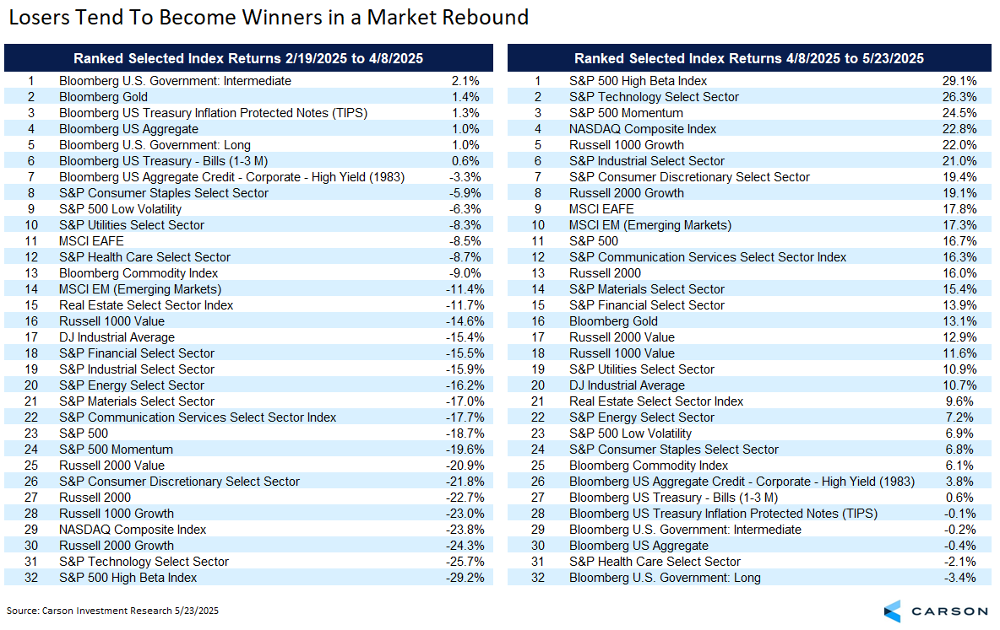 Losers Tend To Become Winners in a Market Rebound
Ranked Selected Index Returns 2/19/2025 to 4/8/2025
1 Bloomberg U.S. Government: Intermediate 2.1%
2 Bloomberg Gold 1.4%
3 Bloomberg US Treasury Inflation Protected Notes (TIPS) 1.3%
4 Bloomberg US Aggregate 1.0%
5 Bloomberg U.S. Government: Long 1.0%
6 Bloomberg US Treasury - Bills (1-3 M) 0.6%
7 Bloomberg US Aggregate Credit - Corporate - High Yield (1983) -3.3%
8 S&P Consumer Staples Select Sector -5.9%
9 S&P 500 Low Volatility -6.3%
10 S&P Utilities Select Sector -8.3%
11 MSCI EAFE -8.5%
12 S&P Health Care Select Sector -8.7%
13 Bloomberg Commodity Index -9.0%
14 MSCI EM (Emerging Markets) -11.4%
15 Real Estate Select Sector Index -11.7%
16 Russell 1000 Value -14.6%
17 DJ Industrial Average -15.4%
18 S&P Financial Select Sector -15.5%
19 S&P Industrial Select Sector -15.9%
20 S&P Energy Select Sector -16.2%
21 S&P Materials Select Sector -17.0%
22 S&P Communication Services Select Sector Index -17.7%
23 S&P 500 -18.7%
24 S&P 500 Momentum -19.6%
25 Russell 2000 Value -20.9%
26 S&P Consumer Discretionary Select Sector -21.8%
27 Russell 2000 -22.7%
28 Russell 1000 Growth -23.0%
29 NASDAQ Composite Index -23.8%
30 Russell 2000 Growth -24.3%
31 S&P Technology Select Sector -25.7%
32 S&P 500 High Beta Index -29.2%
Ranked Selected Index Returns 4/8/2025 to 5/23/2025
1 S&P 500 High Beta Index 29.1%
2 S&P Technology Select Sector 26.3%
3 S&P 500 Momentum 24.5%
4 NASDAQ Composite Index 22.8%
5 Russell 1000 Growth 22.0%
6 S&P Industrial Select Sector 21.0%
7 S&P Consumer Discretionary Select Sector 19.4%
8 Russell 2000 Growth 19.1%
9 MSCI EAFE 17.8%
10 MSCI EM (Emerging Markets) 17.3%
11 S&P 500 16.7%
12 S&P Communication Services Select Sector Index 16.3%
13 Russell 2000 16.0%
14 S&P Materials Select Sector 15.4%
15 S&P Financial Select Sector 13.9%
16 Bloomberg Gold 13.1%
17 Russell 2000 Value 12.9%
18 Russell 1000 Value 11.6%
19 S&P Utilities Select Sector 10.9%
20 DJ Industrial Average 10.7%
21 Real Estate Select Sector Index 9.6%
22 S&P Energy Select Sector 7.2%
23 S&P 500 Low Volatility 6.9%
24 S&P Consumer Staples Select Sector 6.8%
25 Bloomberg Commodity Index 6.1%
26 Bloomberg US Aggregate Credit - Corporate - High Yield (1983) 3.8%
27 Bloomberg US Treasury - Bills (1-3 M) 0.6%
28 Bloomberg US Treasury Inflation Protected Notes (TIPS) -0.1%
29 Bloomberg U.S. Government: Intermediate -0.2%
30 Bloomberg US Aggregate -0.4%
31 S&P Health Care Select Sector -2.1%
32 Bloomberg U.S. Government: Long -3.4%
Source: Carson Investment Research 5/23/2025
CARSON